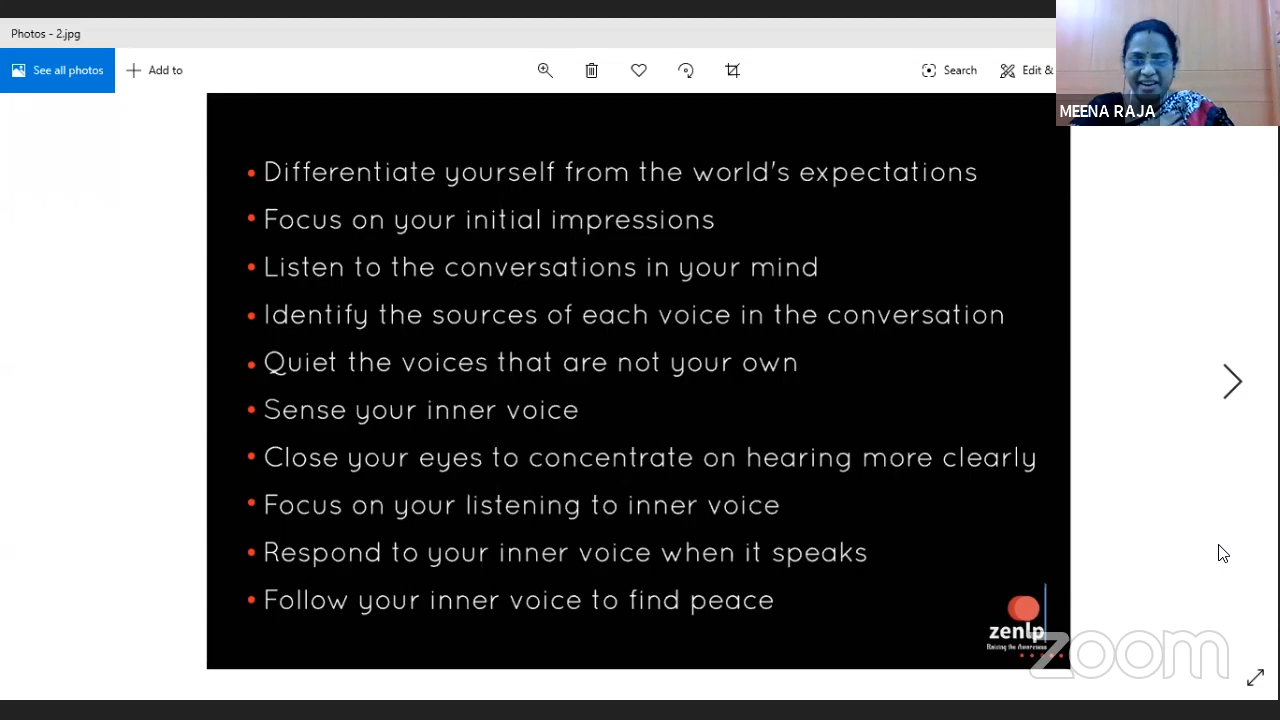 Photos - 2.jpg
See all photos
Add to
Search
Edit &
MEENA RAJA
• Differentiate yourself from the world's expectations
• Focus on your initial impressions
• Listen to the conversations in your mind
• Identify the sources of each voice in the conversation
• Quiet the voices that are not your own
• Sense your inner voice
• Close your eyes to concentrate on hearing more clearly
• Focus on your listening to inner voice
• Respond to your inner voice when it speaks
• Follow your inner voice to find peace
zenlp
Raising the Awareness
zoom